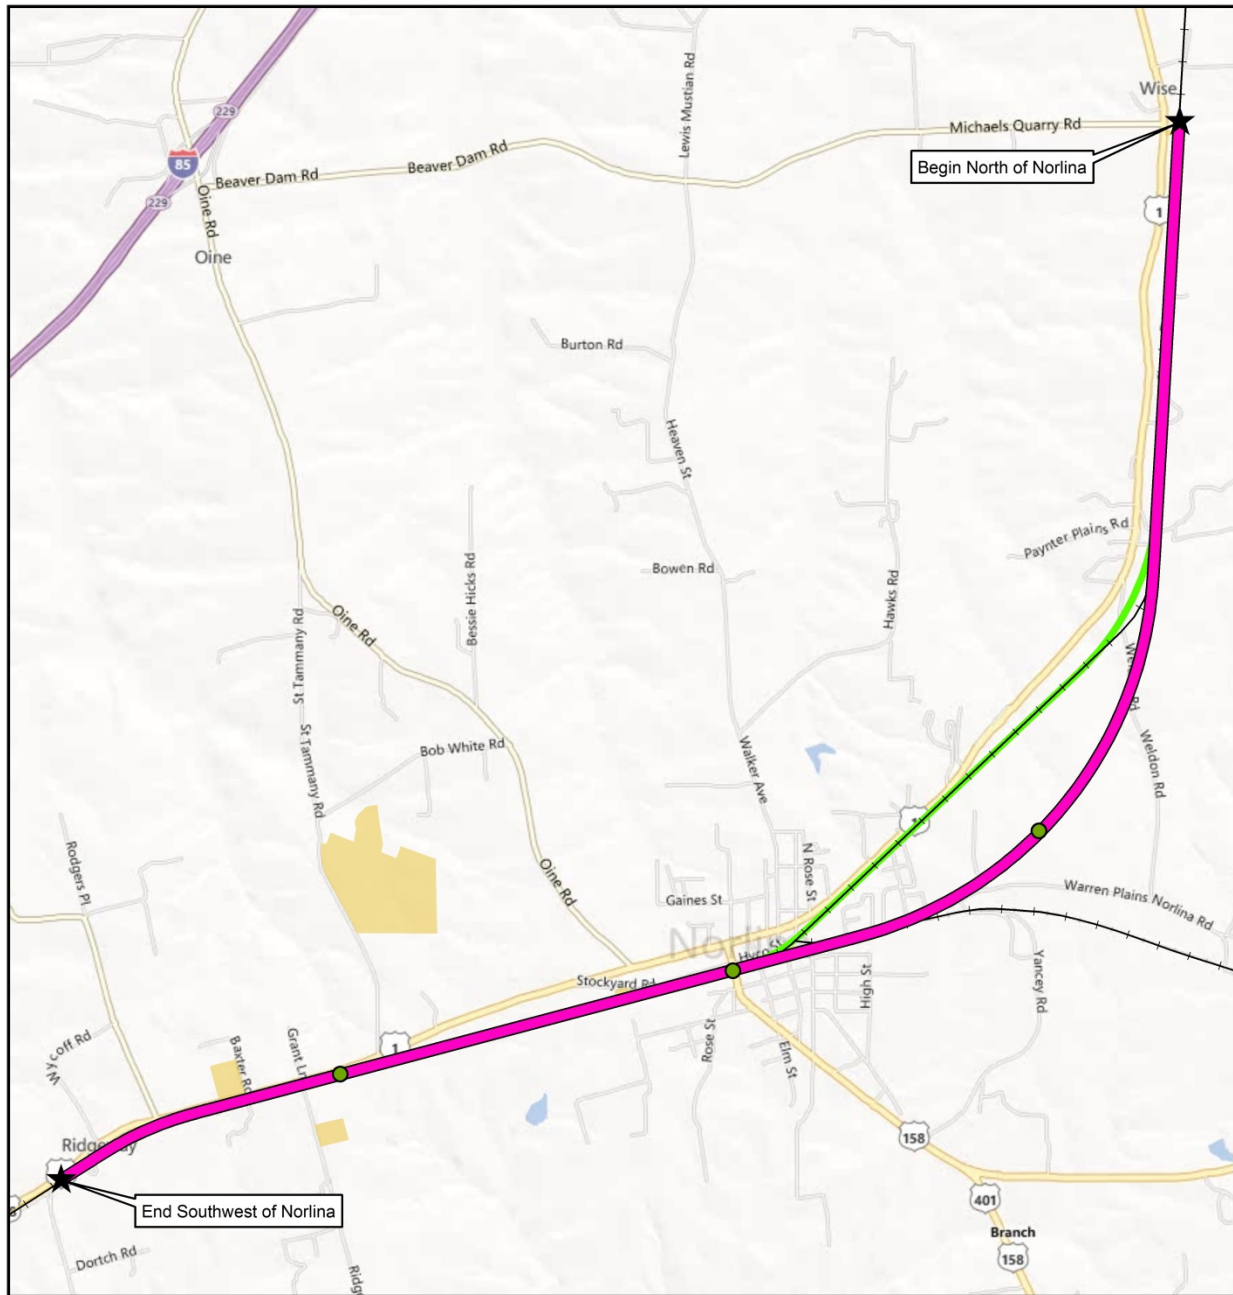 Wise
229
85
Michaels Quarry Rd
Lewis Mustian Rd
Beaver Dam Rd
Beaver Dam Rd
Begin North of Norlina
229
Oine Rd
1
Oine
Burton Rd
Heaven St
Paynter Plains Rd
Bowen Rd
Hawks Rd
Bessie Hicks Rd
Oine Rd
St Tammany Rd
St Tammany Rd
Bob White Rd
Walker Ave
Weldon Rd
1
Rodgers Pl
Oine Rd
N Rose St
Gaines St
Warren Plains Norlina Rd
Hyco St
Stockyard Rd
High St
Yancey Rd
Wycoff Rd
Baxter Rd
Grant Ln
1
Rose St
Elm St
158
End Southwest of Norlina
401
Branch
158
Dortch Rd